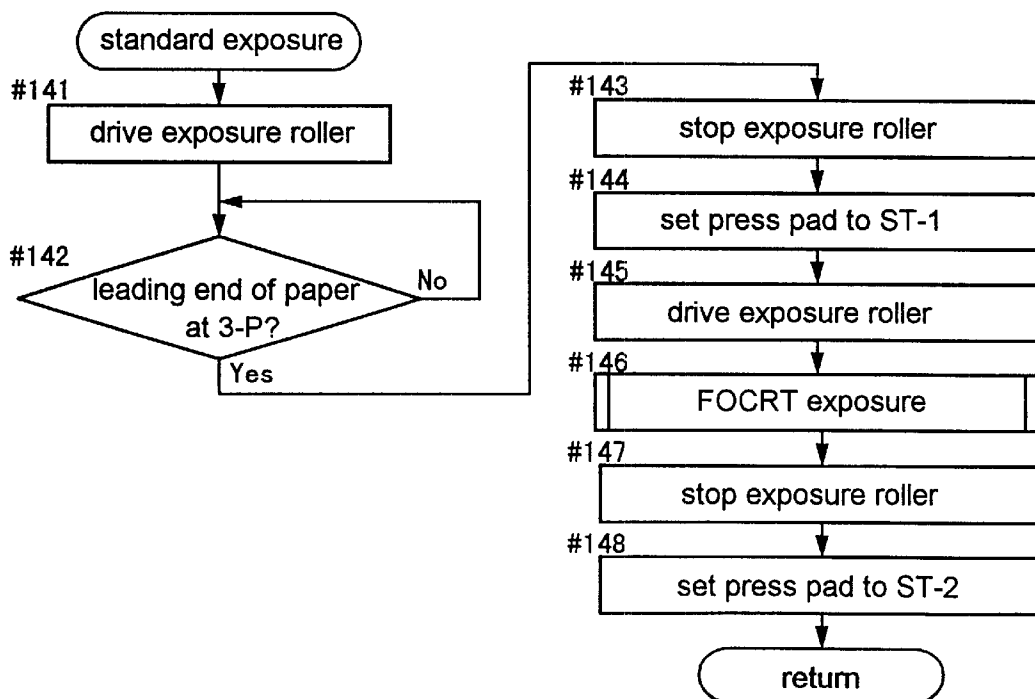 standard exposure
#141
drive exposure roller
#142
leading end of paper
at 3-P?
No
Yes
#143
stop exposure roller
#144
set press pad to ST-1
#145
drive exposure roller
#146
FOCRT exposure
#147
stop exposure roller
#148
set press pad to ST-2
return